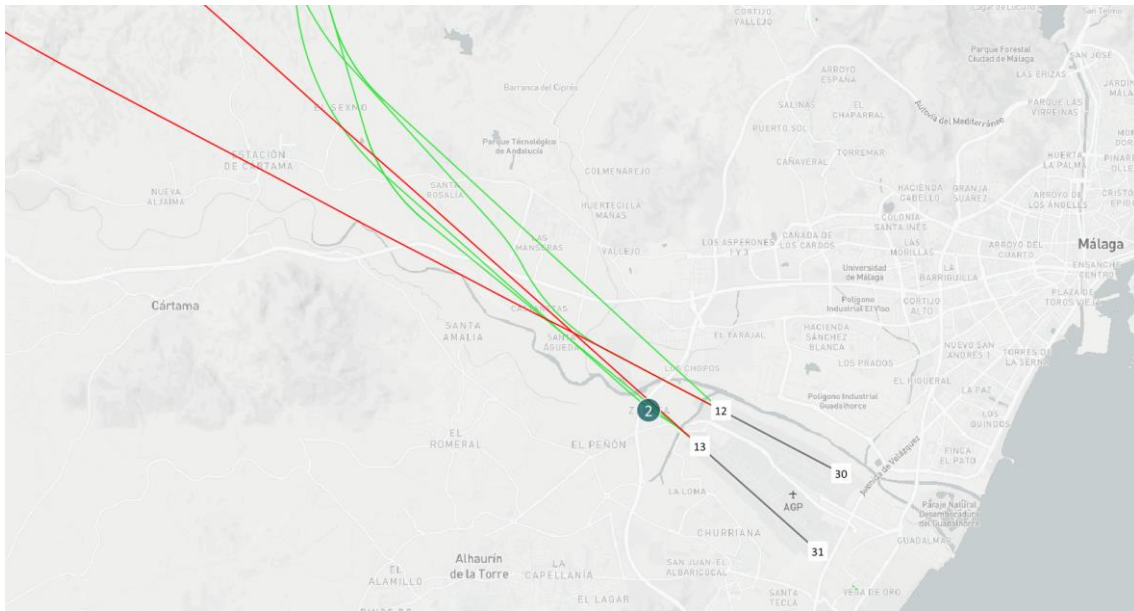 CORTIJO
VALLEJO
San Telmo
Parque Forestal
Ciudad de Málaga
SAN JOSÉ
LAS ERIZAS
ARROYO
ESPAÑA
Barranca del Ciprés
SALINAS
EL
CHAPARRAL
Autovía del Mediterráneo
PARQUE LAS
VIRREINAS
EL SEXMO
PUERTO SOL
TORREMAR
CAÑAVERAL
Parque Tecnológico
de Andalucía
HUERTA
LA PALMA
ESTACIÓN
DE CÁRTAMA
COLMENAREJO
NUEVA
ALJAIMA
SANTA
ROSALÍA
HUERTECILLA
MAÑAS
HACIENDA
CABELLO
GRANJA
SUÁREZ
ARROYO DE
LOS ÁNGELES
COLONIA
SANTA INÉS
CAÑADA DE
LOS CARDOS
LAS
MORILLAS
LOS ASPERONES
1 Y 3
VALLEJO
ARROYO DEL
CUARTO
Málaga
Universidad
de Málaga
LA
BARRIGUILLA
ENSANCHE
CENTRO
PLAZA DE
TOROS VIEJA
Polígono
Industrial El Viso
CORTIJO
ALTO
Cártama
SANTA
AMALIA
SANTA
ÁGUEDA
EL TARAJAL
HACIENDA
SÁNCHEZ
BLANCA
NUEVO SAN
ANDRÉS 1
TORRES DE
LA SERNA
LOS PRADOS
LOS CHOPOS
EL HIGUERAL
LA PAZ
Polígono Industrial
Guadalhorce
2
12
LOS
GUINDOS
EL
ROMERAL
EL PEÑÓN
13
FINCA
EL PATO
30
LA LOMA
Avenida de Velázquez
AGP
Paraje Natural
Desembocadura
del Guadalhorce
CHURRIANA
GUADALMAR
31
Alhaurín
de la Torre
EL
ALAMILLO
LA
CAPELLANÍA
SAN JUAN-EL
ALBARICOCAL
EL LAGAR
SANTA
TECLA
VEGA DE ORO